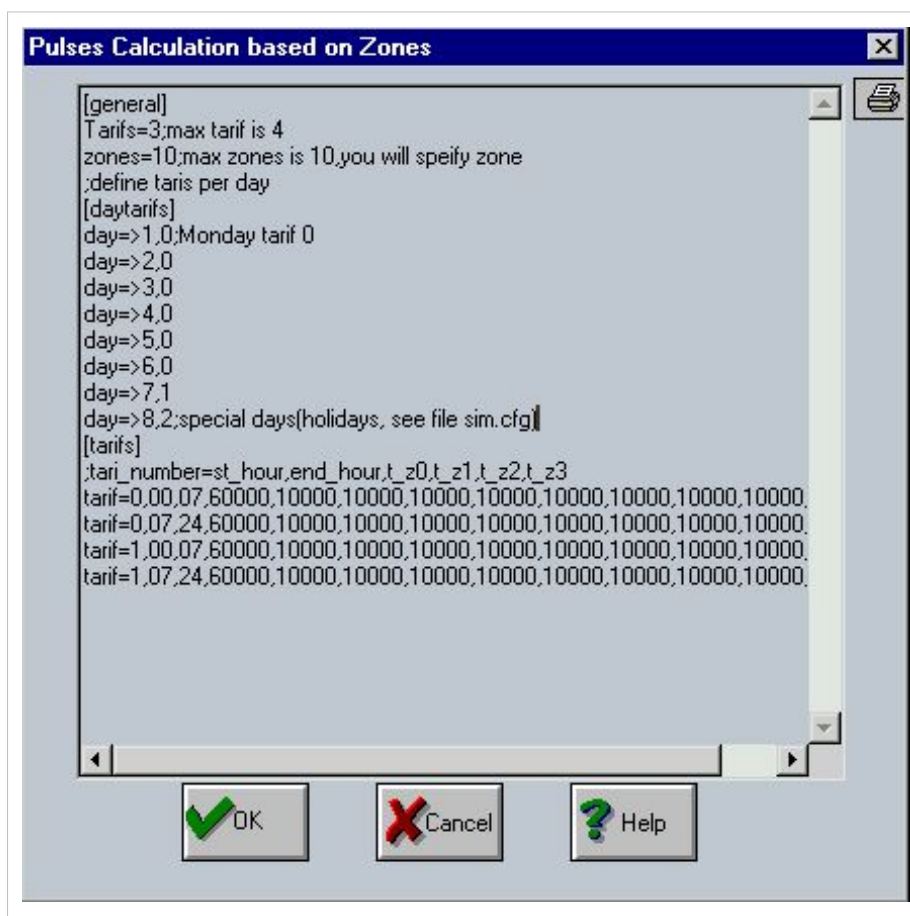 Pulses Calculation based on Zones
[general]
Tarifs=3;max tarif is 4
zones=10;max zones is 10,you will speify zone
;define taris per day
[daytarifs]
day=>1,0;Monday tarif 0
day=>2,0
day=>3,0
day=>4,0
day=>5,0
day=>6,0
day=>7,1
day=>8,2;special days(holidays, see file sim.cfg)
[tarifs]
;tari_number=st_hour,end_hour,t_z0,t_z1,t_z2,t_z3
tarif=0,00,07,60000,10000,10000,10000,10000,10000,10000,10000,10000,
tarif=0,07,24,60000,10000,10000,10000,10000,10000,10000,10000,10000,
tarif=1,00,07,60000,10000,10000,10000,10000,10000,10000,10000,10000,
tarif=1,07,24,60000,10000,10000,10000,10000,10000,10000,10000,10000,
OK
Cancel
Help